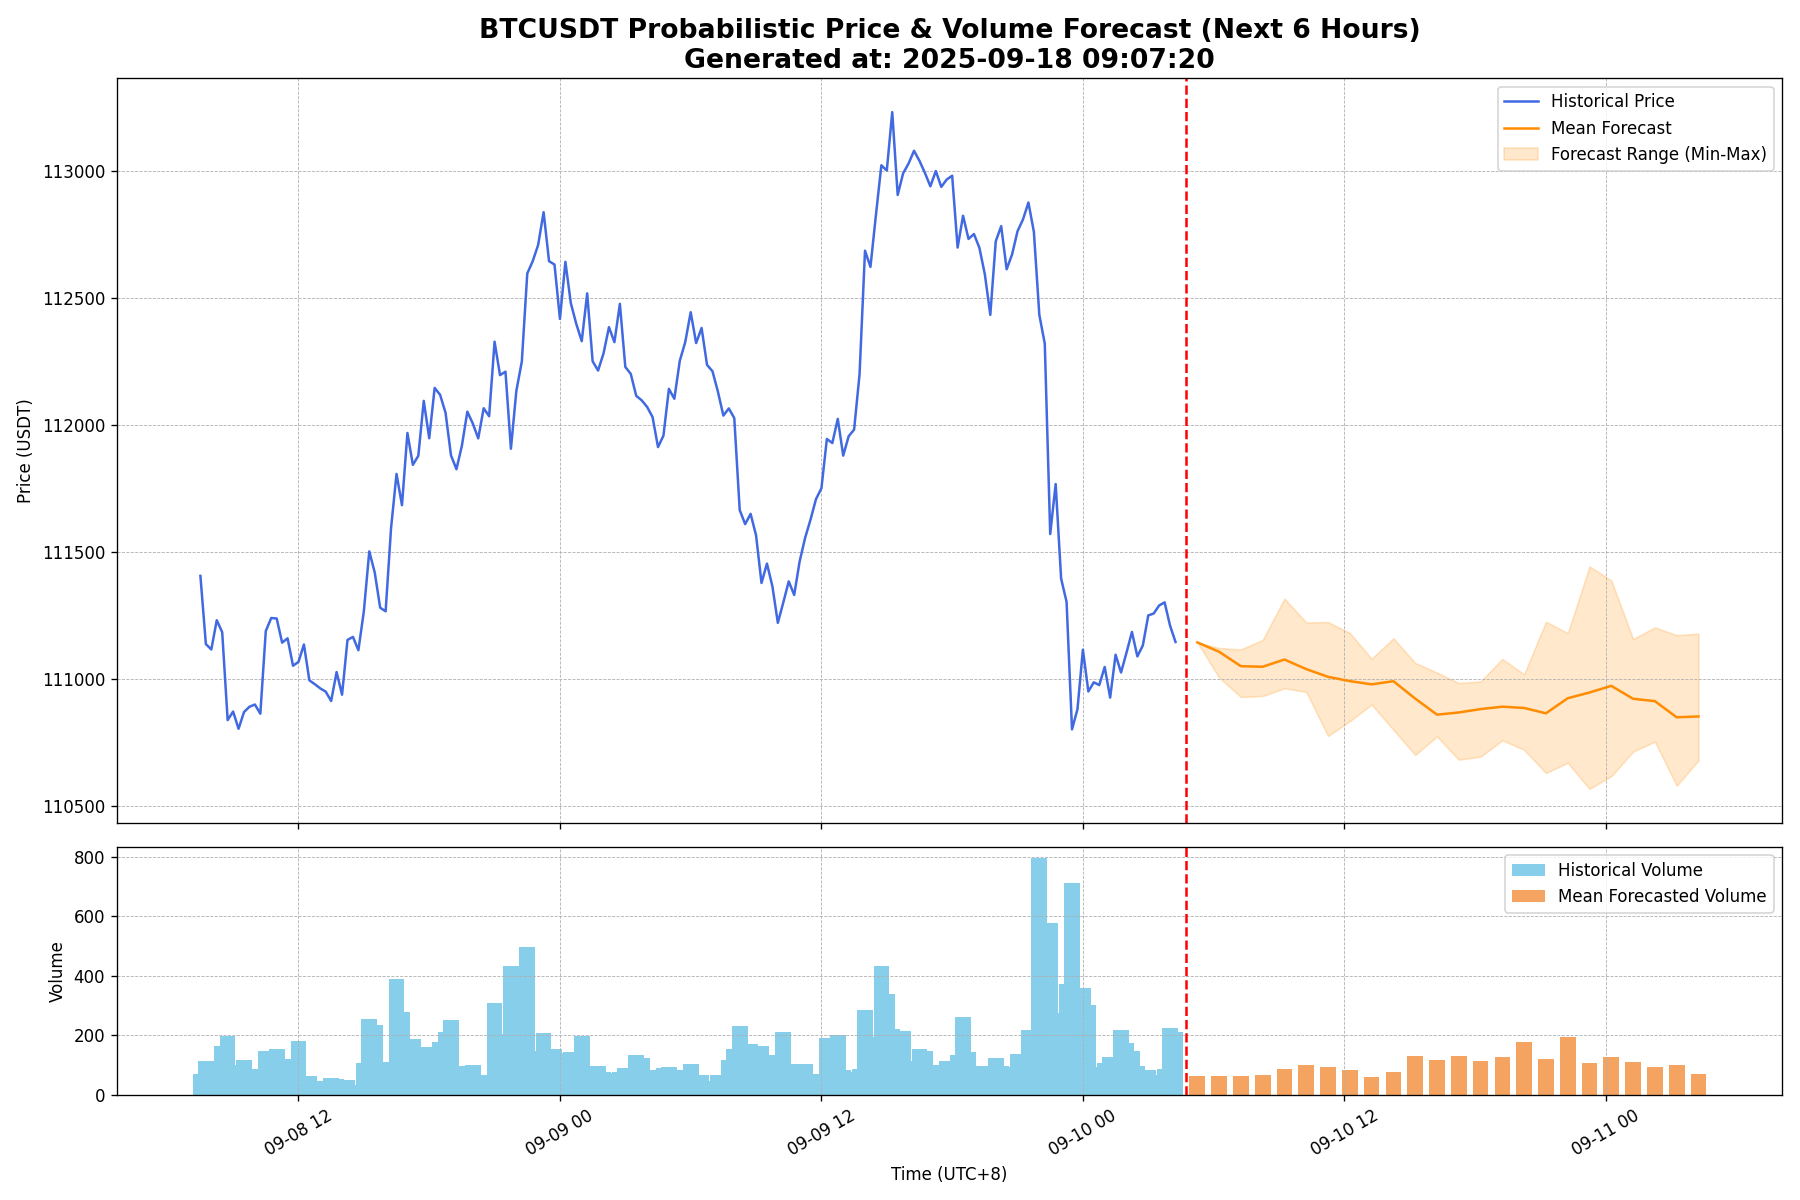 BTCUSDT Probabilistic Price & Volume Forecast (Next 6 Hours)
Generated at: 2025-09-18 09:07:20
Historical Price
Mean Forecast
Forecast Range (Min-Max)
113000
112500
112000
111500
111000
110500
Price (USDT)
Historical Volume
Mean Forecasted Volume
800
600
400
200
0
Volume
09-08 12
09-09 00
09-09 12
09-10 00
09-10 12
09-11 00
Time (UTC+8)